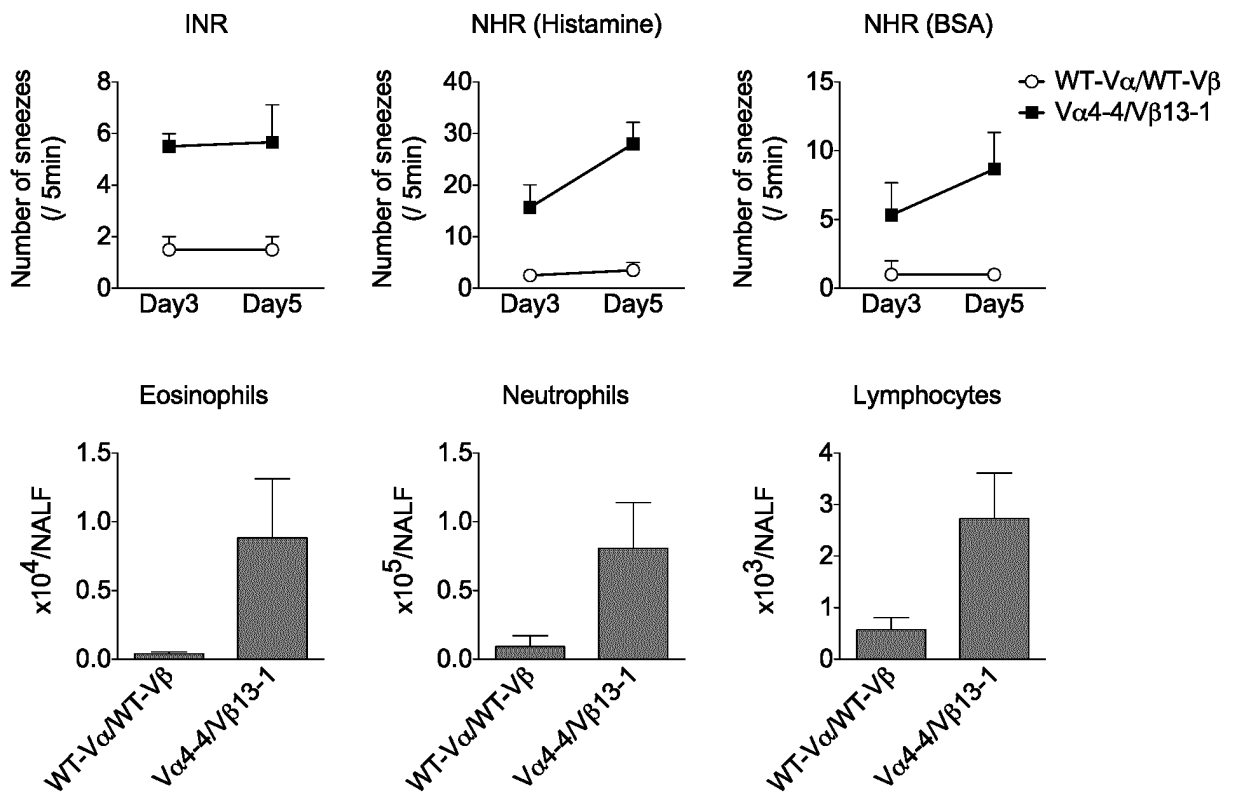 INR
Number of sneezes
(/ 5min)
8
6
4
2
0
Day3 Day5
NHR (Histamine)
Number of sneezes
(/ 5min)
40
30
20
10
0
Day3 Day5
NHR (BSA)
Number of sneezes
(/ 5min)
15
10
5
0
Day3 Day5
WT-Vα/WT-Vβ
Vα4-4/Vβ13-1
Eosinophils
x10⁴/NALF
1.5
1.0
0.5
0.0
WT-Vα/WT-Vβ
Vα4-4/Vβ13-1
Neutrophils
x10⁵/NALF
1.5
1.0
0.5
0.0
WT-Vα/WT-Vβ
Vα4-4/Vβ13-1
Lymphocytes
x10³/NALF
4
3
2
1
0
WT-Vα/WT-Vβ
Vα4-4/Vβ13-1